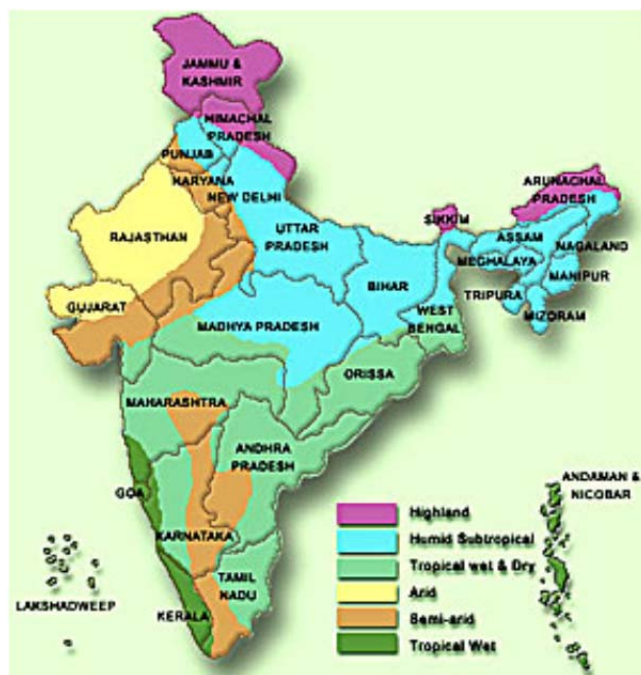 JAMMU &
KASHMIR
HIMACHAL
PRADESH
PUNJAB
KARYANA
NEW DELHI
RAJASTHAN
UTTAR
PRADESH
SIKKIM
ARUNACHAL
PRADESH
ASSAM
NAGALAND
MEGHALAYA
MANIPUR
TRIPURA
MIZORAM
BIHAR
WEST
BENGAL
GUJARAT
MADHYA PRADESH
ORISSA
MAHARASHTRA
ANDHRA
PRADESH
GOA
KARNATAKA
TAMIL
NADU
KERALA
LAKSHADWEEP
ANDAMAN &
NICOBAR
Highland
Humid Subtropical
Tropical wet & Dry
Arid
Semi-arid
Tropical Wet